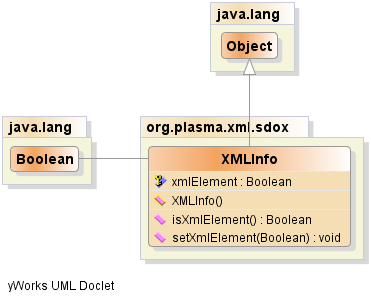 java.lang
Object
java.lang
Boolean
org.plasma.xml.sdox
XMLInfo
xmlElement : Boolean
XMLInfo()
isXmlElement() : Boolean
setXmlElement(Boolean) : void
yWorks UML Doclet